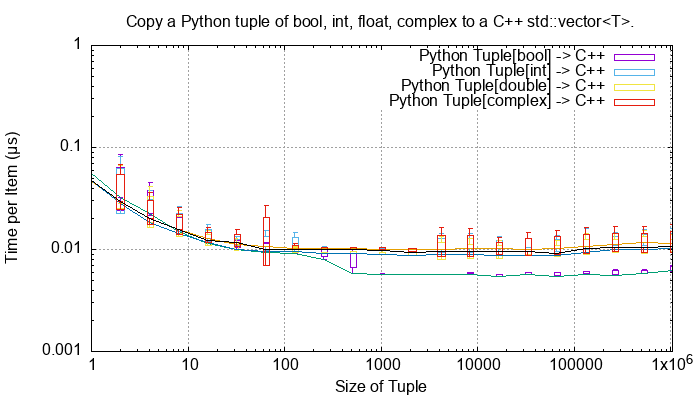 Copy a Python tuple of bool, int, float, complex to a C++ std::vector<T>.
1
Python Tuple[bool] -> C++
Python Tuple[int] -> C++
Python Tuple[double] -> C++
Python Tuple[complex] -> C++
0.1
Time per Item (µs)
0.01
0.001
1 10 100 1000 10000 100000 1x10⁶
Size of Tuple